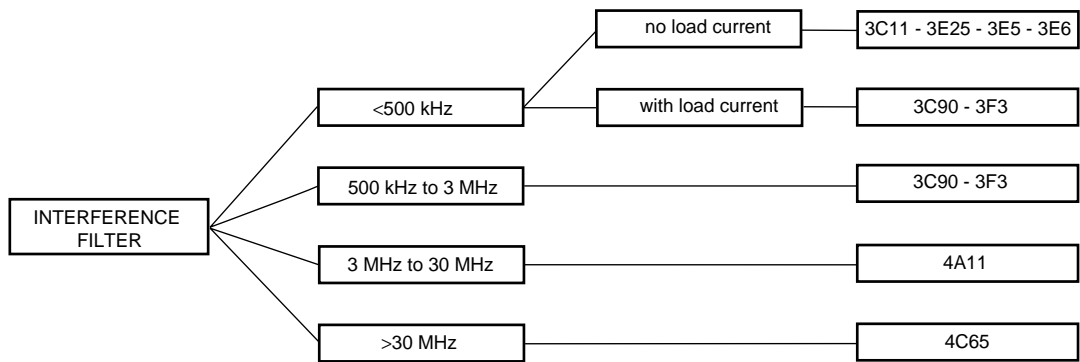 no load current
3C11 - 3E25 - 3E5 - 3E6
<500 kHz
with load current
3C90 - 3F3
500 kHz to 3 MHz
3C90 - 3F3
INTERFERENCE
FILTER
3 MHz to 30 MHz
4A11
>30 MHz
4C65